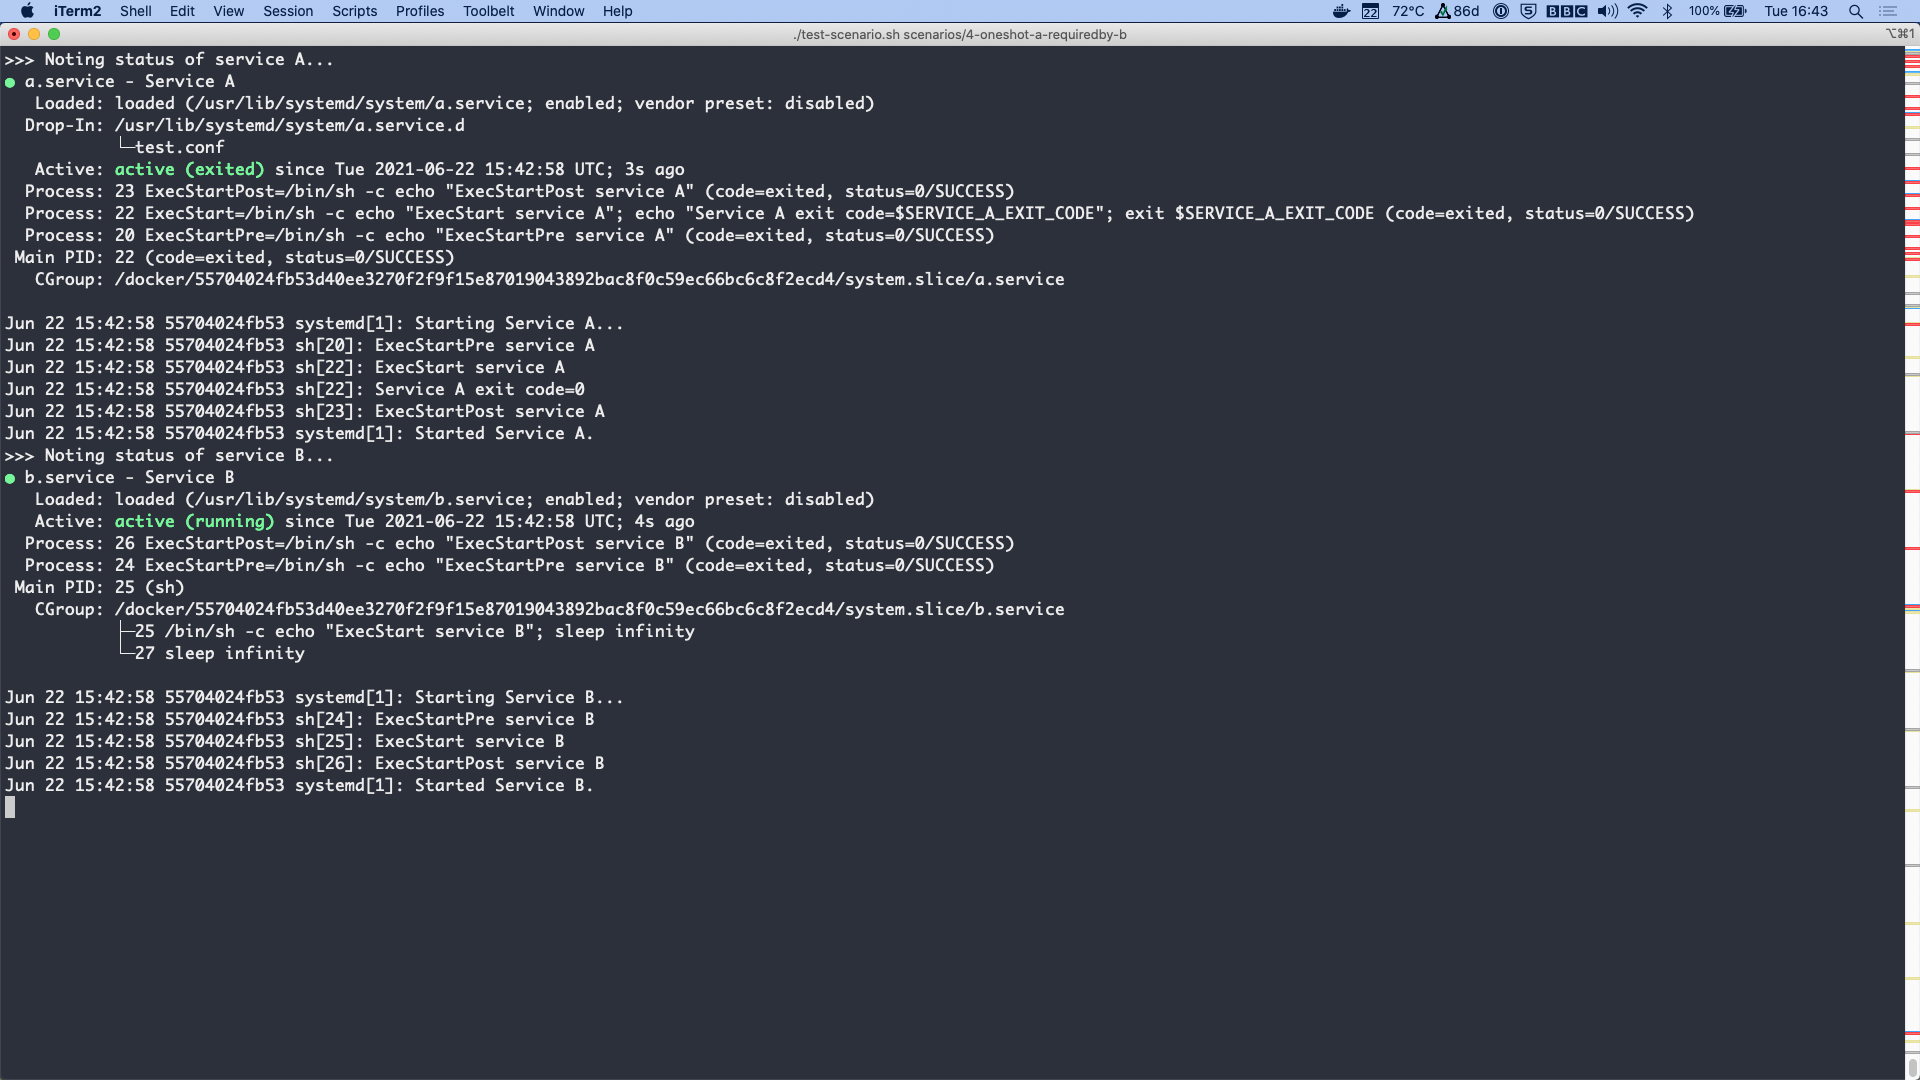 iTerm2 Shell Edit View Session Scripts Profiles Toolbelt Window Help 22 72°C 86d BBC 100% Tue 16:43
./test-scenario.sh scenarios/4-oneshot-a-requiredby-b ⌥⌘1
>>> Noting status of service A...
● a.service - Service A
   Loaded: loaded (/usr/lib/systemd/system/a.service; enabled; vendor preset: disabled)
  Drop-In: /usr/lib/systemd/system/a.service.d
           └─test.conf
   Active: active (exited) since Tue 2021-06-22 15:42:58 UTC; 3s ago
  Process: 23 ExecStartPost=/bin/sh -c echo "ExecStartPost service A" (code=exited, status=0/SUCCESS)
  Process: 22 ExecStart=/bin/sh -c echo "ExecStart service A"; echo "Service A exit code=$SERVICE_A_EXIT_CODE"; exit $SERVICE_A_EXIT_CODE (code=exited, status=0/SUCCESS)
  Process: 20 ExecStartPre=/bin/sh -c echo "ExecStartPre service A" (code=exited, status=0/SUCCESS)
 Main PID: 22 (code=exited, status=0/SUCCESS)
   CGroup: /docker/55704024fb53d40ee3270f2f9f15e87019043892bac8f0c59ec66bc6c8f2ecd4/system.slice/a.service

Jun 22 15:42:58 55704024fb53 systemd[1]: Starting Service A...
Jun 22 15:42:58 55704024fb53 sh[20]: ExecStartPre service A
Jun 22 15:42:58 55704024fb53 sh[22]: ExecStart service A
Jun 22 15:42:58 55704024fb53 sh[22]: Service A exit code=0
Jun 22 15:42:58 55704024fb53 sh[23]: ExecStartPost service A
Jun 22 15:42:58 55704024fb53 systemd[1]: Started Service A.
>>> Noting status of service B...
● b.service - Service B
   Loaded: loaded (/usr/lib/systemd/system/b.service; enabled; vendor preset: disabled)
   Active: active (running) since Tue 2021-06-22 15:42:58 UTC; 4s ago
  Process: 26 ExecStartPost=/bin/sh -c echo "ExecStartPost service B" (code=exited, status=0/SUCCESS)
  Process: 24 ExecStartPre=/bin/sh -c echo "ExecStartPre service B" (code=exited, status=0/SUCCESS)
 Main PID: 25 (sh)
   CGroup: /docker/55704024fb53d40ee3270f2f9f15e87019043892bac8f0c59ec66bc6c8f2ecd4/system.slice/b.service
           ├─25 /bin/sh -c echo "ExecStart service B"; sleep infinity
           └─27 sleep infinity

Jun 22 15:42:58 55704024fb53 systemd[1]: Starting Service B...
Jun 22 15:42:58 55704024fb53 sh[24]: ExecStartPre service B
Jun 22 15:42:58 55704024fb53 sh[25]: ExecStart service B
Jun 22 15:42:58 55704024fb53 sh[26]: ExecStartPost service B
Jun 22 15:42:58 55704024fb53 systemd[1]: Started Service B.